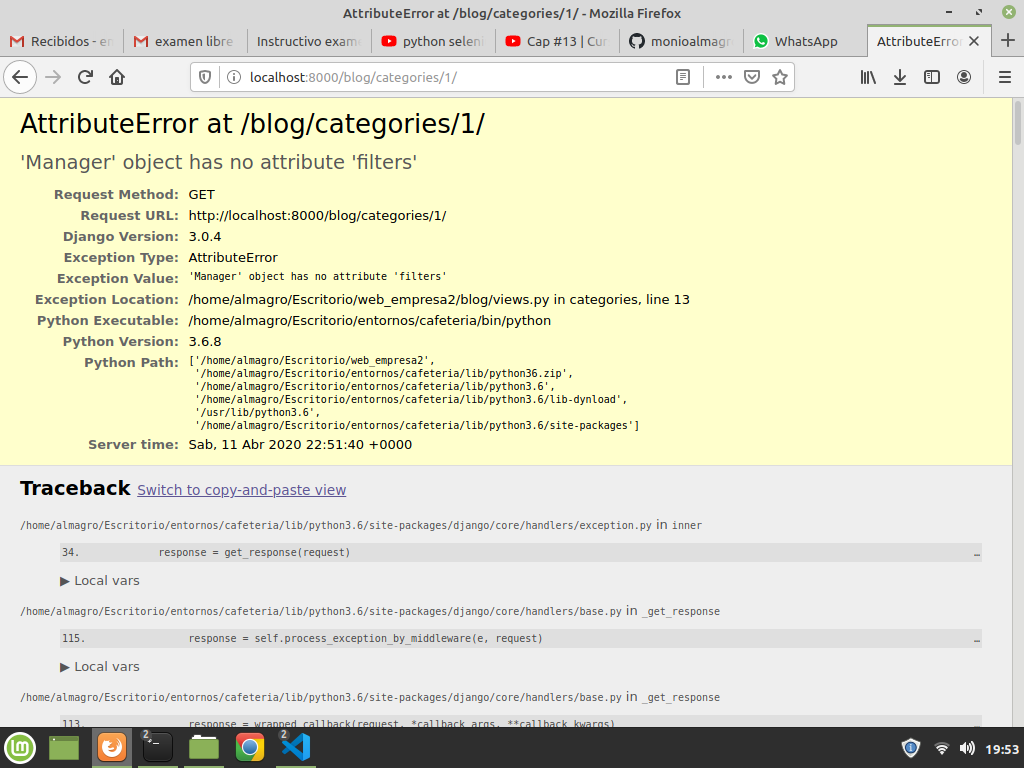 AttributeError at /blog/categories/1/ - Mozilla Firefox
Recibidos - en
examen libre
Instructivo exam
python seleni
Cap #13 | Cur
monioalmagr
WhatsApp
AttributeError
localhost:8000/blog/categories/1/
AttributeError at /blog/categories/1/
'Manager' object has no attribute 'filters'
Request Method: GET
Request URL: http://localhost:8000/blog/categories/1/
Django Version: 3.0.4
Exception Type: AttributeError
Exception Value: 'Manager' object has no attribute 'filters'
Exception Location: /home/almagro/Escritorio/web_empresa2/blog/views.py in categories, line 13
Python Executable: /home/almagro/Escritorio/entornos/cafeteria/bin/python
Python Version: 3.6.8
Python Path: ['/home/almagro/Escritorio/web_empresa2',
'/home/almagro/Escritorio/entornos/cafeteria/lib/python36.zip',
'/home/almagro/Escritorio/entornos/cafeteria/lib/python3.6',
'/home/almagro/Escritorio/entornos/cafeteria/lib/python3.6/lib-dynload',
'/usr/lib/python3.6',
'/home/almagro/Escritorio/entornos/cafeteria/lib/python3.6/site-packages']
Server time: Sab, 11 Abr 2020 22:51:40 +0000
Traceback Switch to copy-and-paste view
/home/almagro/Escritorio/entornos/cafeteria/lib/python3.6/site-packages/django/core/handlers/exception.py in inner
34. response = get_response(request) …
▶ Local vars
/home/almagro/Escritorio/entornos/cafeteria/lib/python3.6/site-packages/django/core/handlers/base.py in _get_response
115. response = self.process_exception_by_middleware(e, request) …
▶ Local vars
/home/almagro/Escritorio/entornos/cafeteria/lib/python3.6/site-packages/django/core/handlers/base.py in _get_response
113. response = wrapped_callback(request, *callback_args, **callback_kwargs) …
2
2
19:53